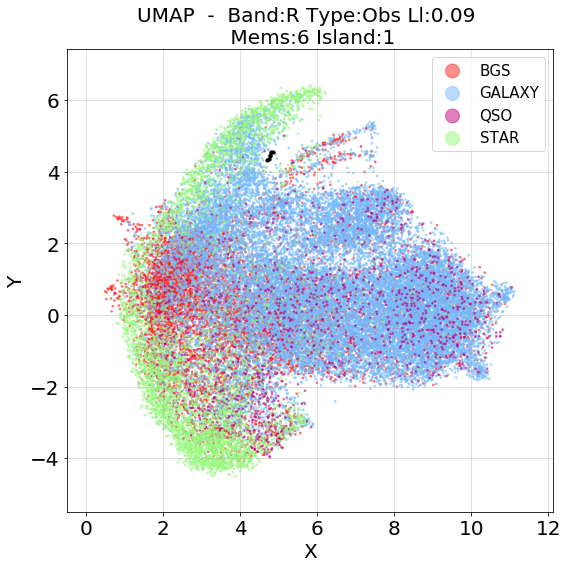 UMAP  -  Band:R Type:Obs Ll:0.09
Mems:6 Island:1
BGS
GALAXY
QSO
STAR
6
4
2
0
−2
−4
Y
0 2 4 6 8 10 12
X